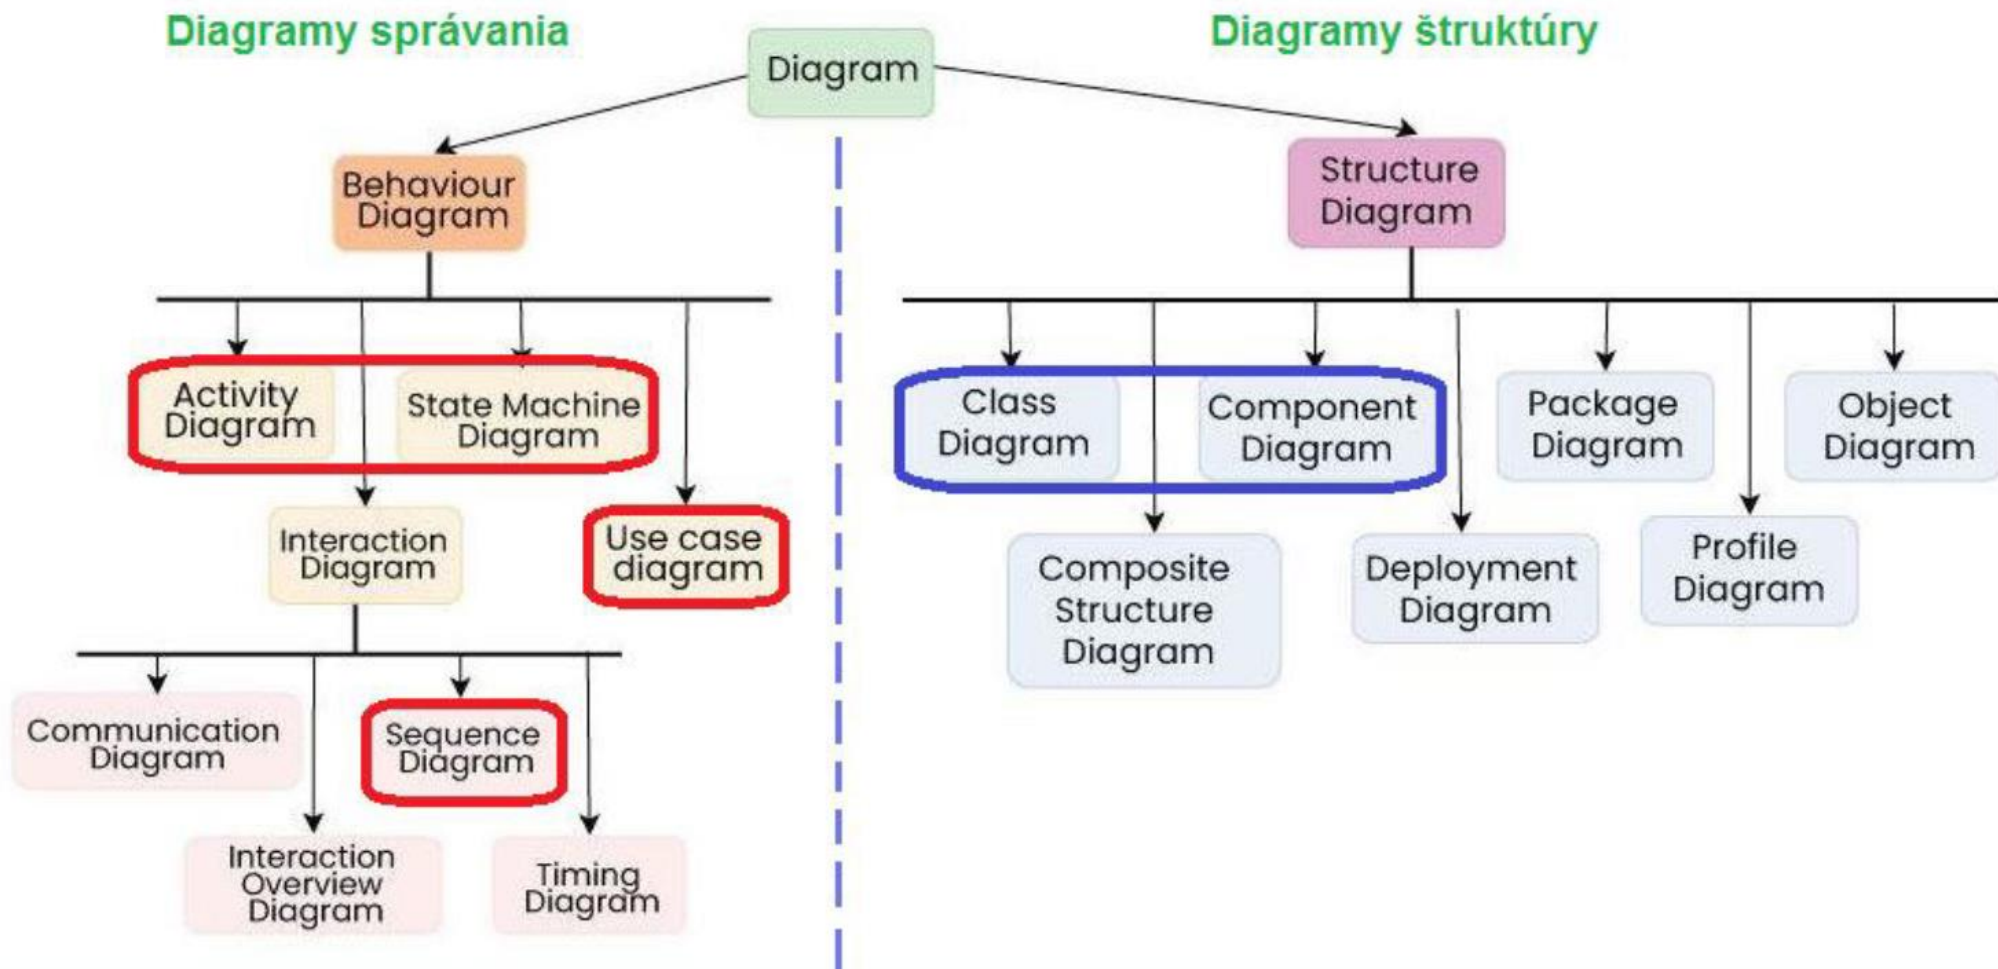 Diagramy správania
Diagramy štruktúry
Diagram
Behaviour
Diagram
Structure
Diagram
Activity
Diagram
State Machine
Diagram
Class
Diagram
Component
Diagram
Package
Diagram
Object
Diagram
Interaction
Diagram
Use case
diagram
Composite
Structure
Diagram
Deployment
Diagram
Profile
Diagram
Communication
Diagram
Sequence
Diagram
Interaction
Overview
Diagram
Timing
Diagram